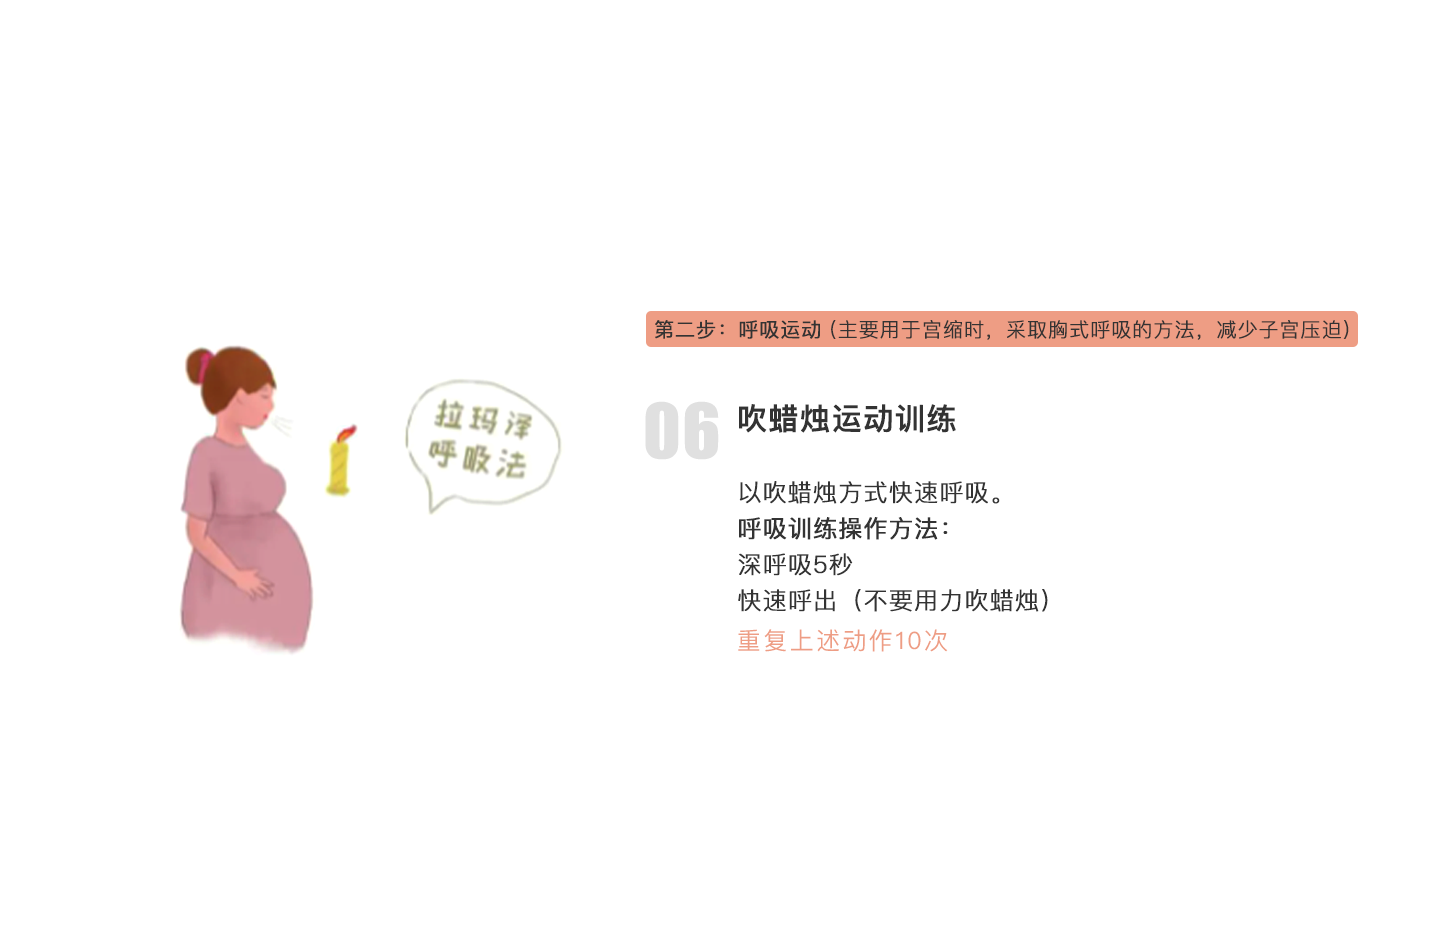 拉玛泽
呼吸法
第二步：呼吸运动（主要用于宫缩时，采取胸式呼吸的方法，减少子宫压迫）
06 吹蜡烛运动训练
以吹蜡烛方式快速呼吸。
呼吸训练操作方法：
深呼吸5秒
快速呼出（不要用力吹蜡烛）
重复上述动作10次